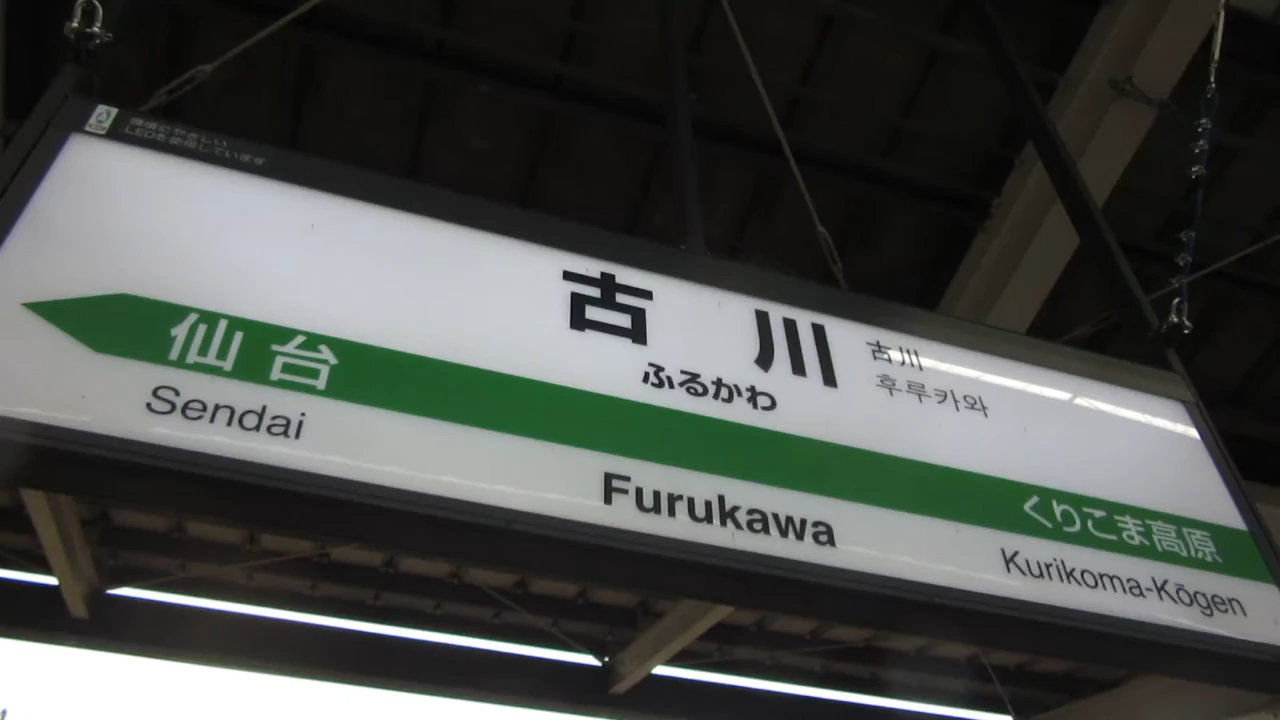 環境にやさしい
LEDを使用しています
古川
古川
후루카와
ふるかわ
仙台
くりこま高原
Sendai
Furukawa
Kurikoma-Kōgen